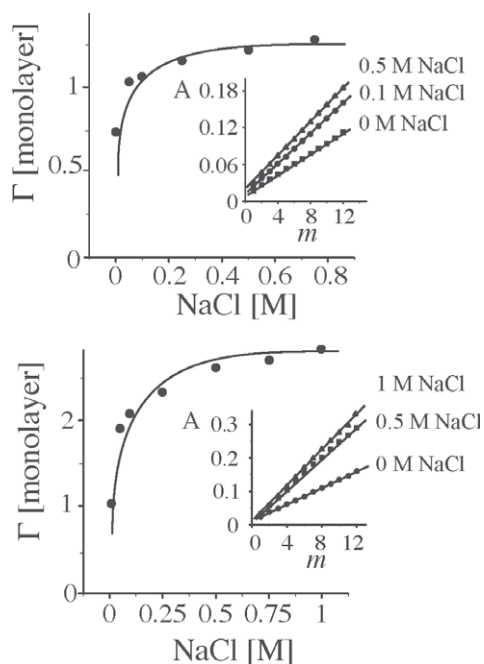 Γ [monolayer]
1
0.5
0
0 0.2 0.4 0.6 0.8
NaCl [M]
A
0.18
0.12
0.06
0
0 4 8 12
m
0.5 M NaCl
0.1 M NaCl
0 M NaCl
Γ [monolayer]
2
1
0
0 0.25 0.5 0.75 1
NaCl [M]
A
0.3
0.2
0.1
0
0 4 8 12
m
1 M NaCl
0.5 M NaCl
0 M NaCl